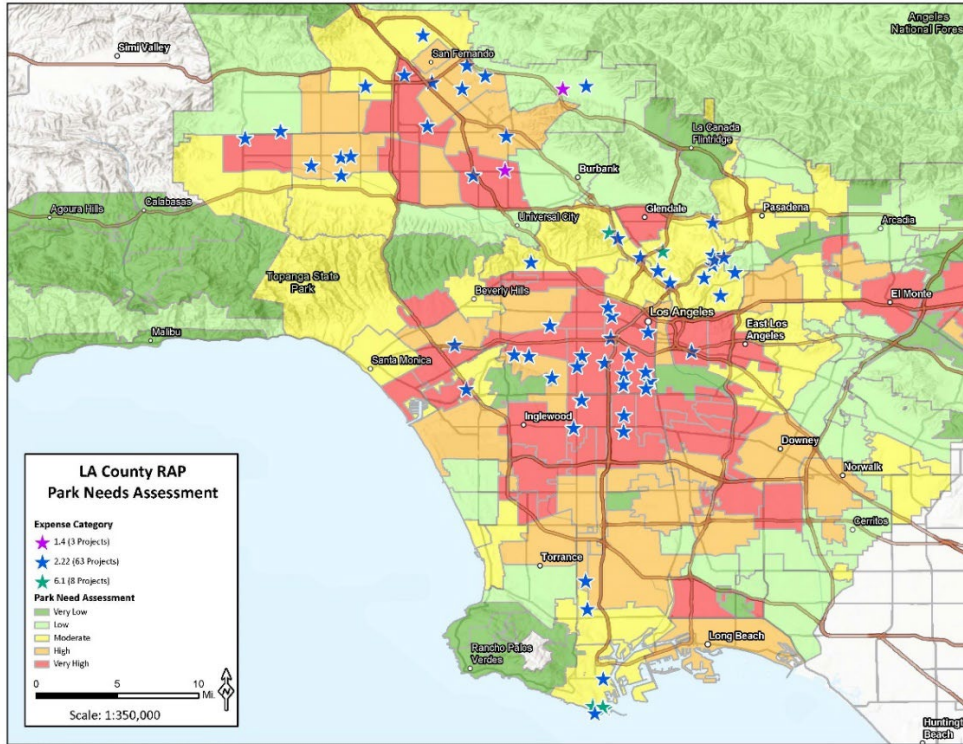 Angeles
National Fores
Simi Valley
San Fernando
La Canada
Flintridge
Burbank
Agoura Hills
Calabasas
Universal City
Glendale
Pasadena
Arcadia
Topanga State
Park
Beverly Hills
El Monte
Los Angeles
East Los
Angeles
Malibu
Santa Monica
Inglewood
Downey
Norwalk
Cerritos
Torrance
Long Beach
Rancho Palos
Verdes
Huntington
Beach
LA County RAP
Park Needs Assessment
Expense Category
1.4 (3 Projects)
2.22 (63 Projects)
6.1 (8 Projects)
Park Need Assessment
Very Low
Low
Moderate
High
Very High
0 5 10
Mi.
N
Scale: 1:350,000